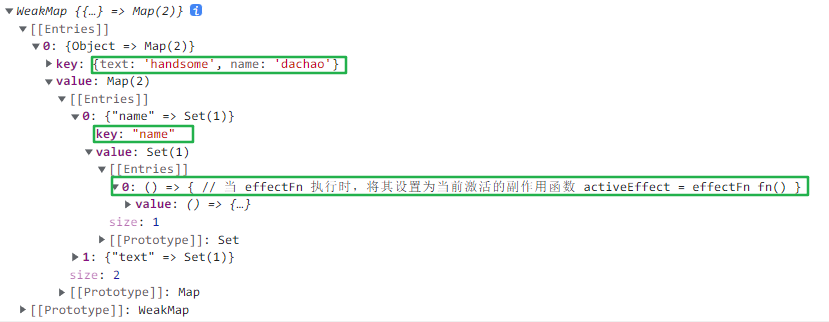 WeakMap {{…} => Map(2)} i
[[Entries]]
0: {Object => Map(2)}
key: {text: 'handsome', name: 'dachao'}
value: Map(2)
[[Entries]]
0: {"name" => Set(1)}
key: "name"
value: Set(1)
[[Entries]]
0: () => { // 当 effectFn 执行时，将其设置为当前激活的副作用函数 activeEffect = effectFn fn() }
value: () => {…}
size: 1
[[Prototype]]: Set
1: {"text" => Set(1)}
size: 2
[[Prototype]]: Map
[[Prototype]]: WeakMap